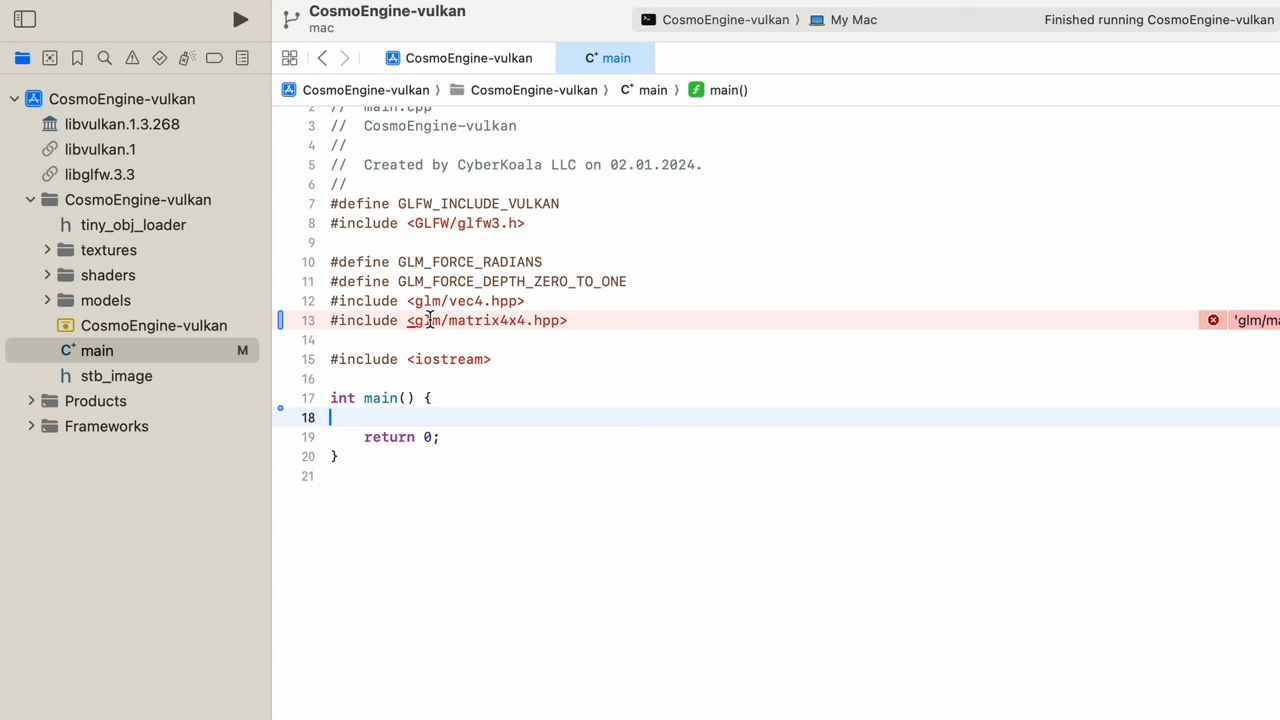 CosmoEngine-vulkan
mac
CosmoEngine-vulkan ⟩ My Mac
Finished running CosmoEngine-vulkan
CosmoEngine-vulkan
C+ main
CosmoEngine-vulkan ⟩ CosmoEngine-vulkan ⟩ C+ main ⟩ f main()
CosmoEngine-vulkan
libvulkan.1.3.268
libvulkan.1
libglfw.3.3
CosmoEngine-vulkan
h tiny_obj_loader
textures
shaders
models
CosmoEngine-vulkan
C+ main M
h stb_image
Products
Frameworks
2 // main.cpp
3 // CosmoEngine-vulkan
4 //
5 // Created by CyberKoala LLC on 02.01.2024.
6 //
7 #define GLFW_INCLUDE_VULKAN
8 #include <GLFW/glfw3.h>
9
10 #define GLM_FORCE_RADIANS
11 #define GLM_FORCE_DEPTH_ZERO_TO_ONE
12 #include <glm/vec4.hpp>
13 #include <glm/matrix4x4.hpp> 'glm/ma
14
15 #include <iostream>
16
17 int main() {
18
19 return 0;
20 }
21